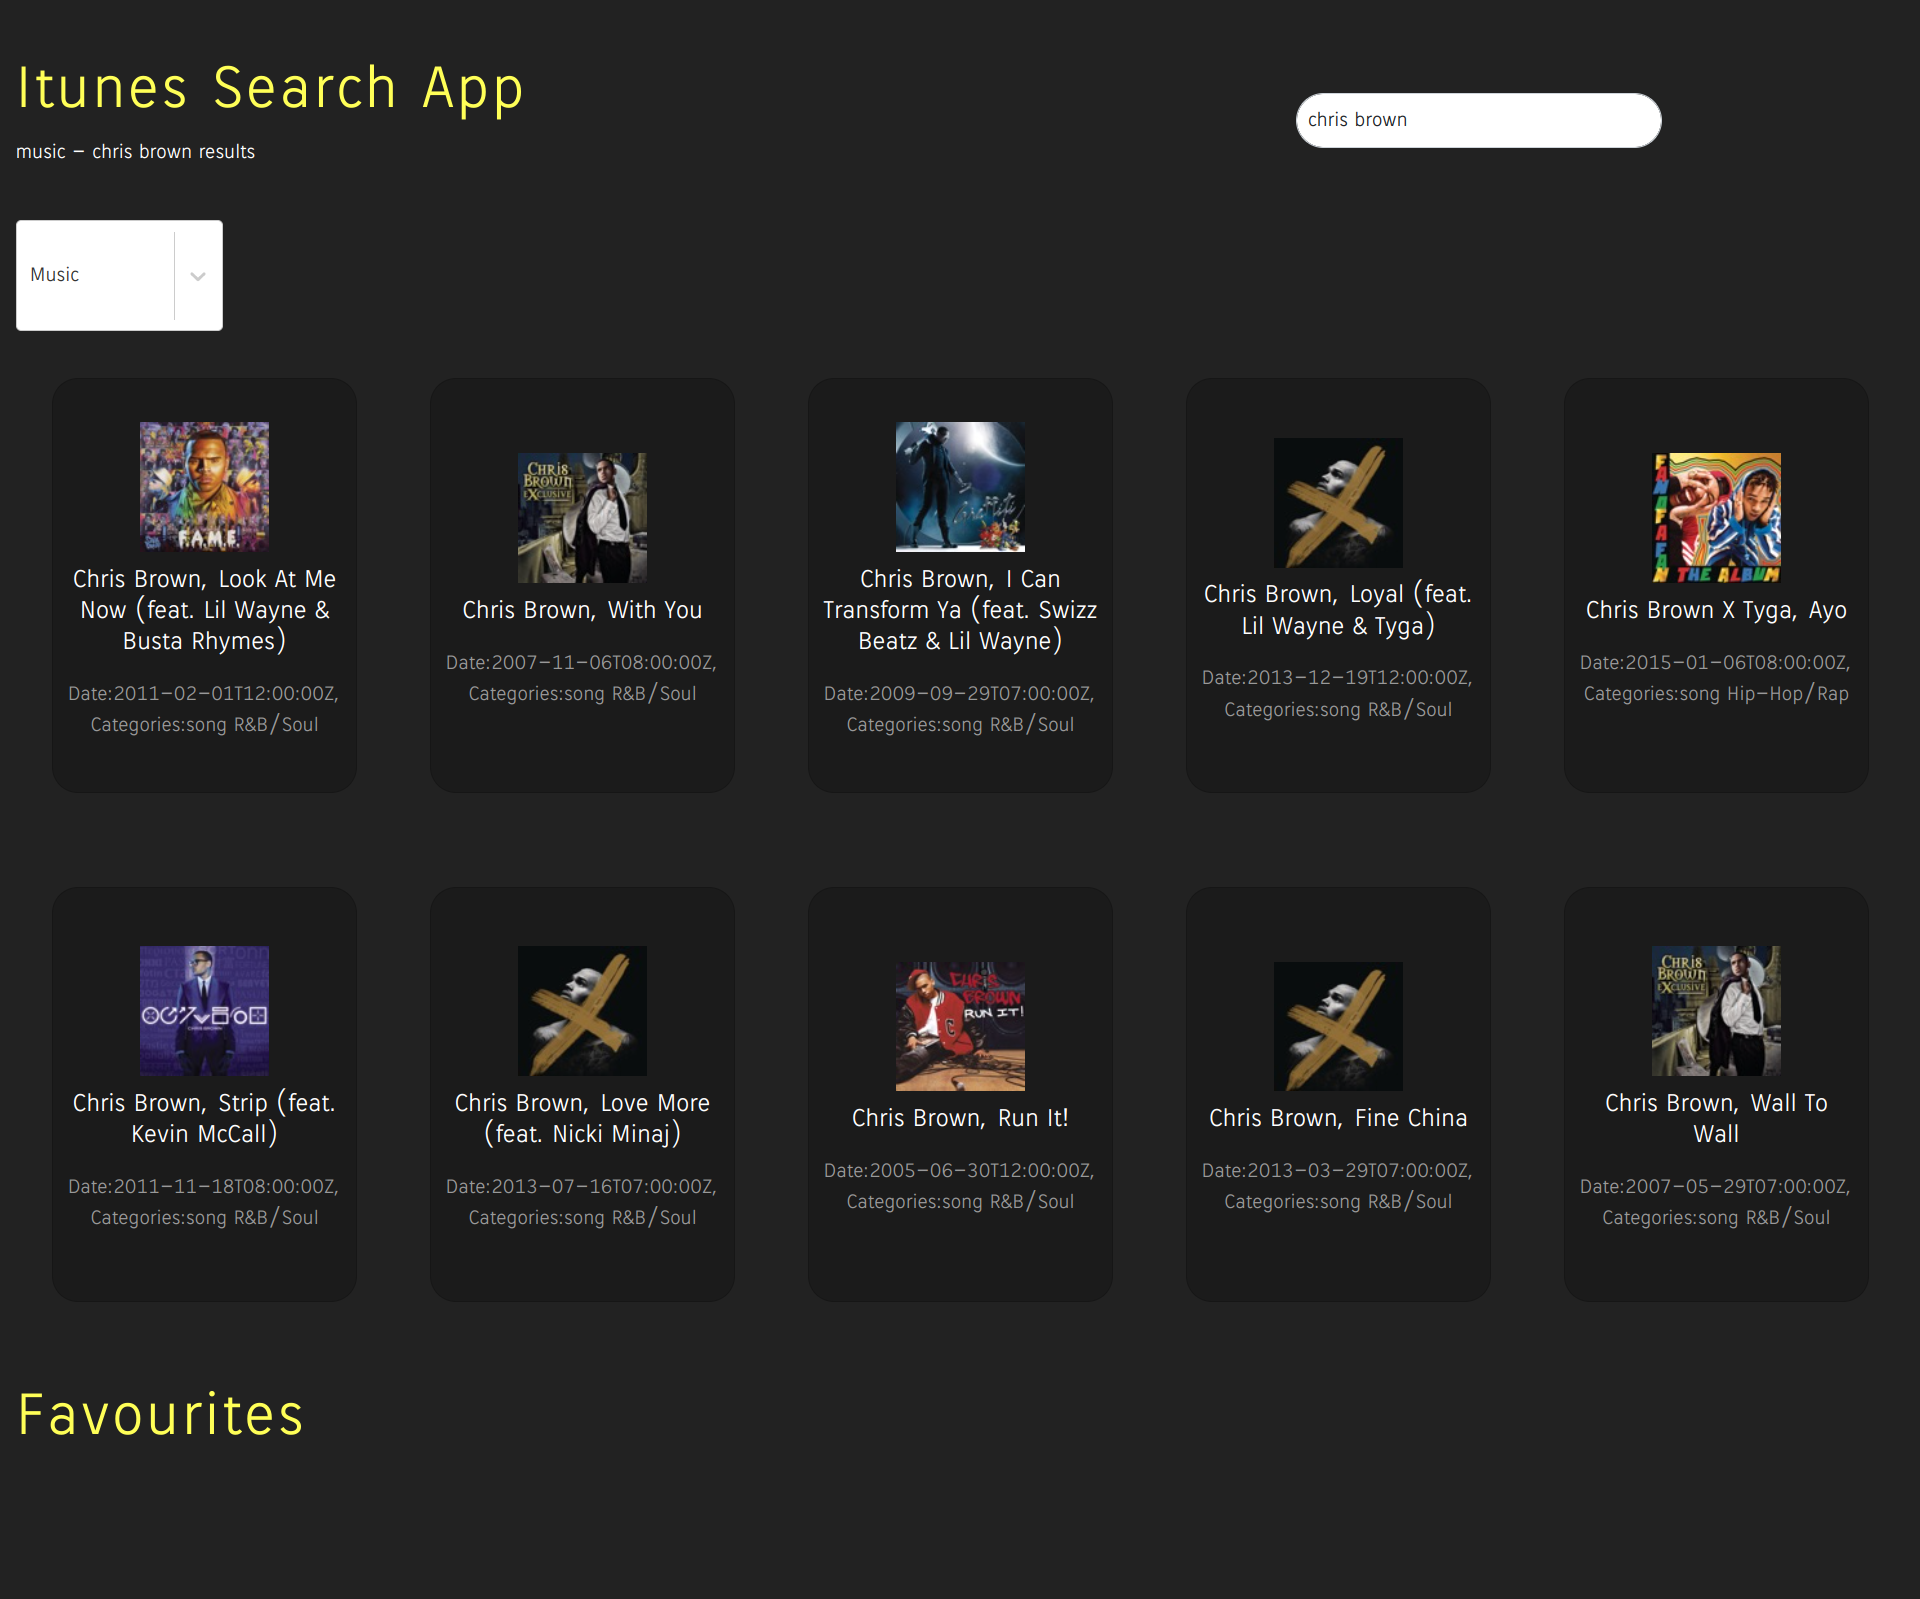 Itunes Search App
chris brown
music - chris brown results
Music
F.A.M.E.
Chris Brown, Look At Me
Now (feat. Lil Wayne &
Busta Rhymes)
Date:2011-02-01T12:00:00Z,
Categories:song R&B/Soul
CHRIS
BROWN
EXCLUSIVE
Chris Brown, With You
Date:2007-11-06T08:00:00Z,
Categories:song R&B/Soul
Graffiti
Chris Brown, I Can
Transform Ya (feat. Swizz
Beatz & Lil Wayne)
Date:2009-09-29T07:00:00Z,
Categories:song R&B/Soul
Chris Brown, Loyal (feat.
Lil Wayne & Tyga)
Date:2013-12-19T12:00:00Z,
Categories:song R&B/Soul
FAN OF A FAN
THE ALBUM
Chris Brown X Tyga, Ayo
Date:2015-01-06T08:00:00Z,
Categories:song Hip-Hop/Rap
Chris Brown, Strip (feat.
Kevin McCall)
Date:2011-11-18T08:00:00Z,
Categories:song R&B/Soul
Chris Brown, Love More
(feat. Nicki Minaj)
Date:2013-07-16T07:00:00Z,
Categories:song R&B/Soul
CHRIS
BROWN
RUN IT!
Chris Brown, Run It!
Date:2005-06-30T12:00:00Z,
Categories:song R&B/Soul
Chris Brown, Fine China
Date:2013-03-29T07:00:00Z,
Categories:song R&B/Soul
CHRIS
BROWN
EXCLUSIVE
Chris Brown, Wall To
Wall
Date:2007-05-29T07:00:00Z,
Categories:song R&B/Soul
Favourites